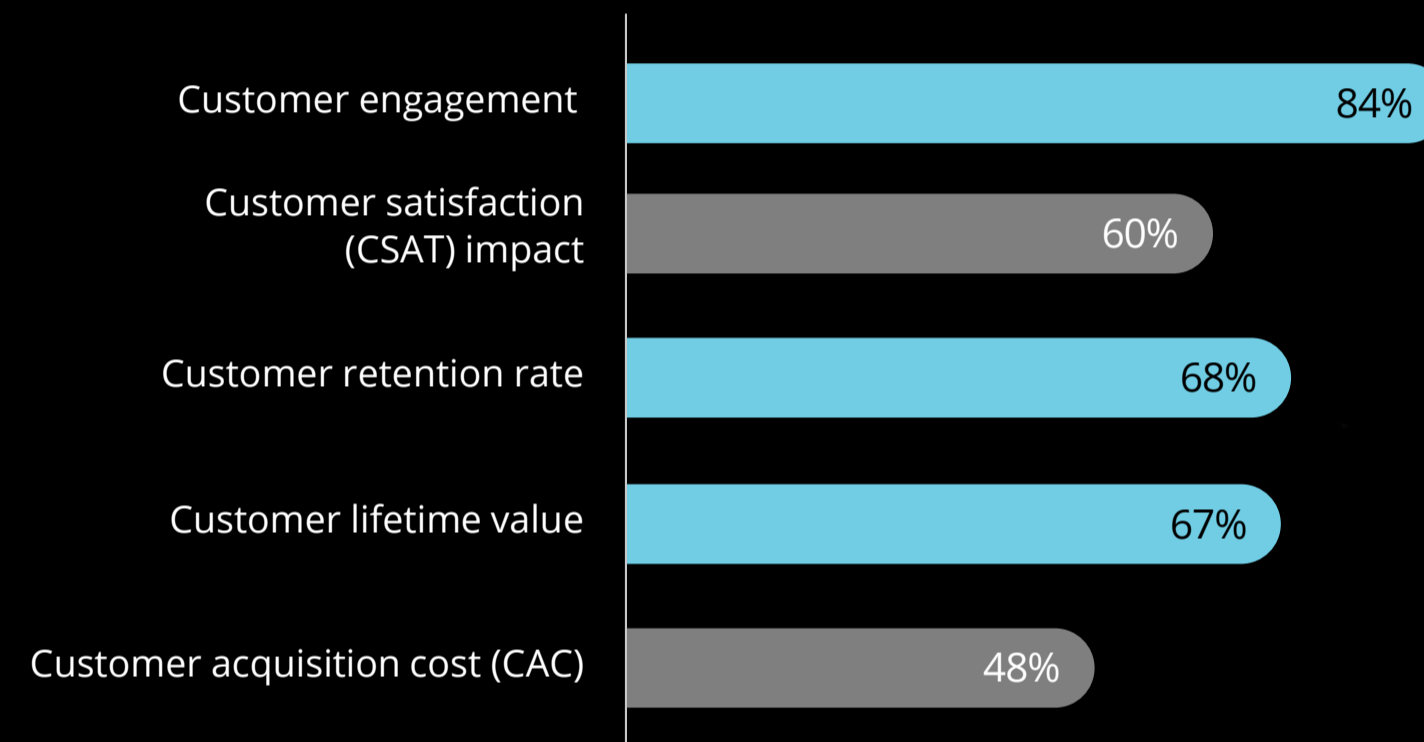 Customer engagement
84%
Customer satisfaction
(CSAT) impact
60%
Customer retention rate
68%
Customer lifetime value
67%
Customer acquisition cost (CAC)
48%